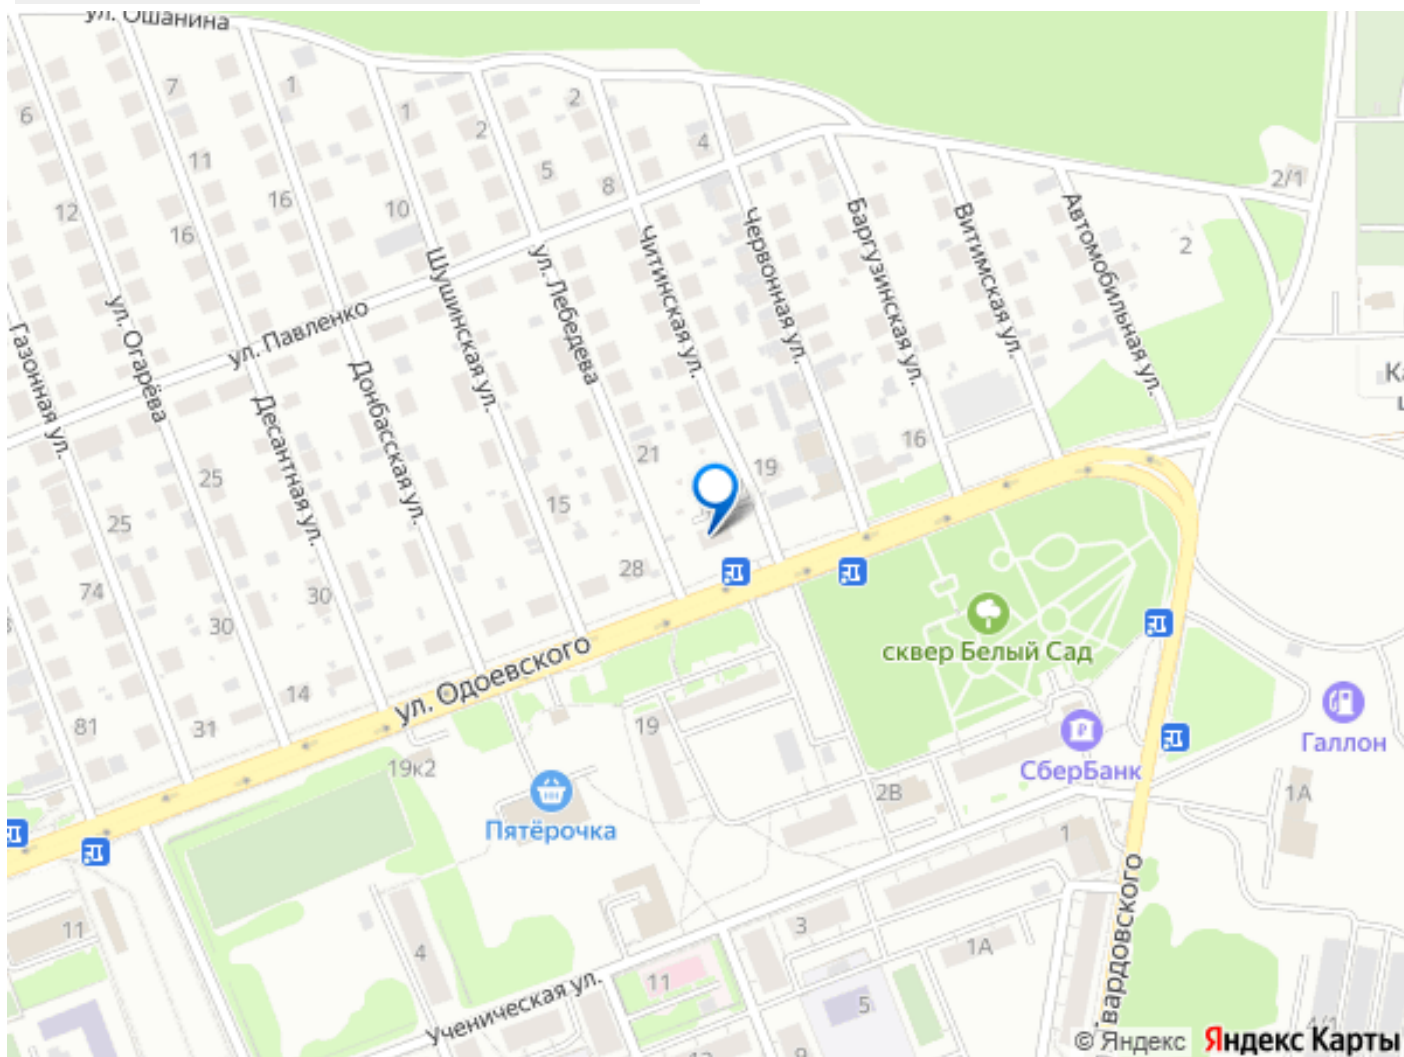 ул. Ошанина
6
7
1
1
2
2
4
2/1
11
5
8
12
16
16
10
2
ул. Огарёва
Шушинская ул.
ул. Лебедева
Читинская ул.
Червонная ул.
Баргузинская ул.
Витимская ул.
Автомобильная ул.
ул. Павленко
Газонная ул.
Десантная ул.
Донбасская ул.
16
21
19
25
15
25
28
74
30
30
сквер Белый Сад
ул. Одоевского
14
31
81
19
19к2
СберБанк
Галлон
2В
1А
Пятёрочка
1
11
3
4
1А
11
5
Ученическая ул.
вардовского
© Яндекс Яндекс Карты